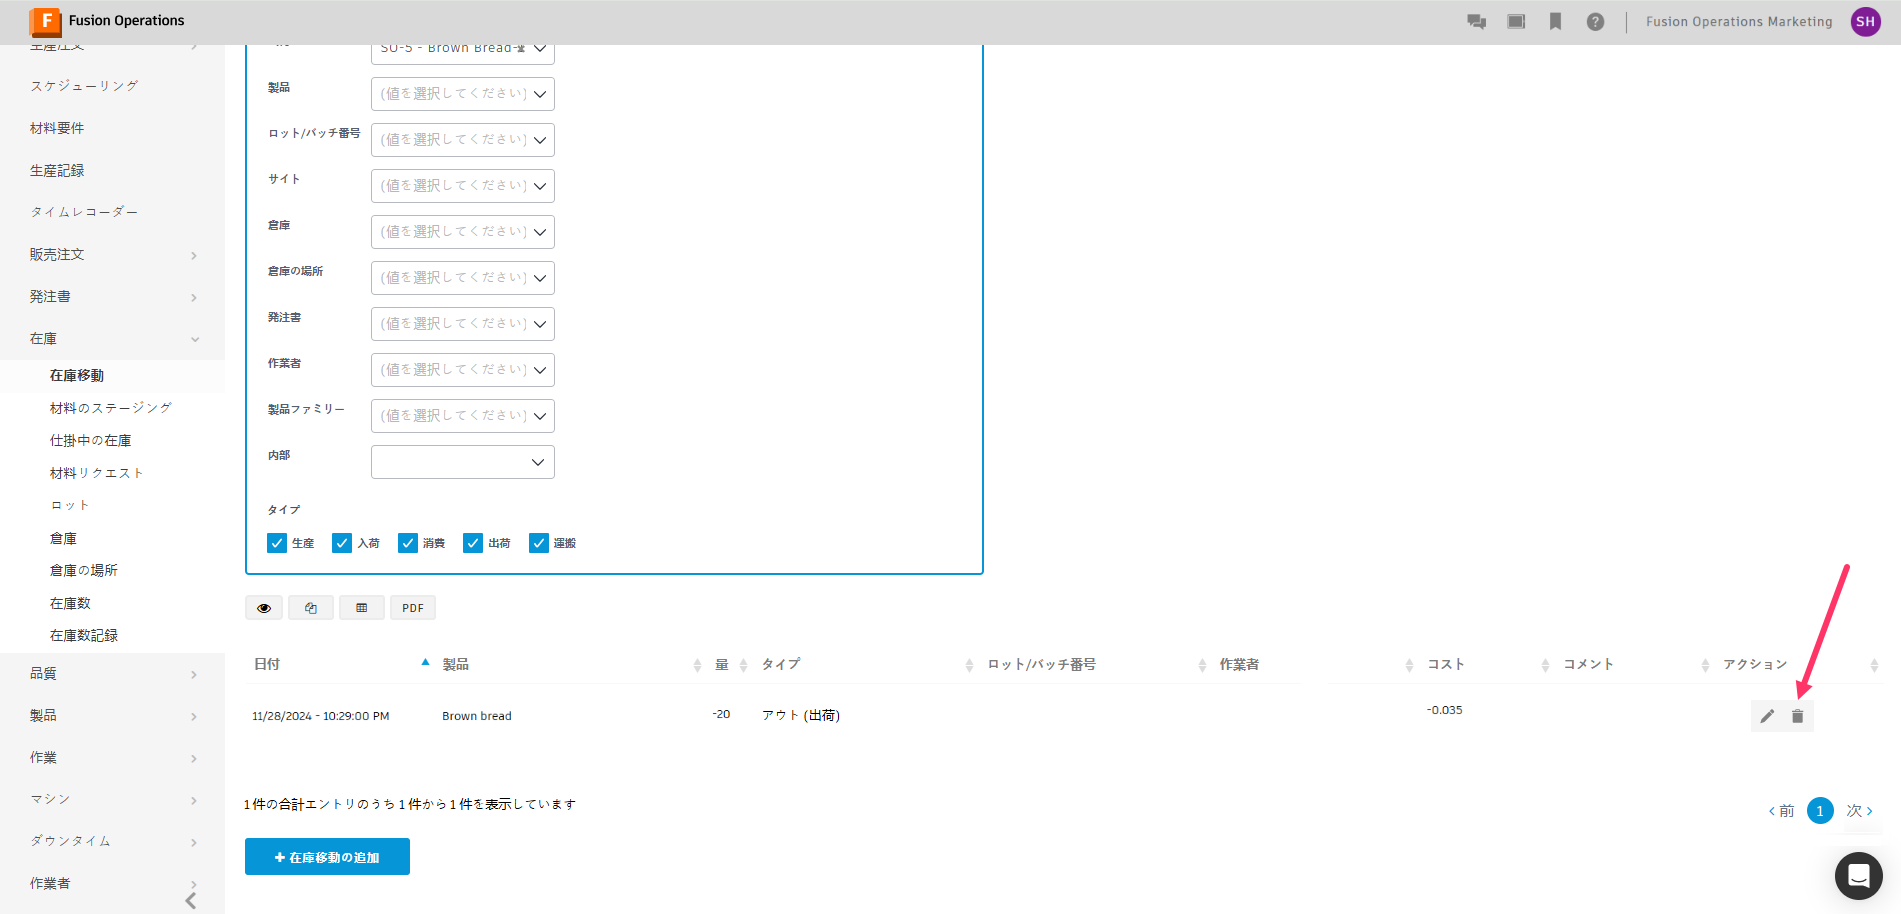 F Fusion Operations
Fusion Operations Marketing SH
生産注文
スケジューリング
材料要件
生産記録
タイムレコーダー
販売注文
発注書
在庫
在庫移動
材料のステージング
仕掛中の在庫
材料リクエスト
ロット
倉庫
倉庫の場所
在庫数
在庫数記録
品質
製品
作業
マシン
ダウンタイム
作業者
SO-5 - Brown Bread-
製品 (値を選択してください)
ロット/バッチ番号 (値を選択してください)
サイト (値を選択してください)
倉庫 (値を選択してください)
倉庫の場所 (値を選択してください)
発注書 (値を選択してください)
作業者 (値を選択してください)
製品ファミリー (値を選択してください)
内部
タイプ
生産 入荷 消費 出荷 運搬
PDF
日付 製品 量 タイプ ロット/バッチ番号 作業者 コスト コメント アクション
11/28/2024 - 10:29:00 PM Brown bread -20 アウト (出荷) -0.035
1 件の合計エントリのうち 1 件から 1 件を表示しています
前 1 次
在庫移動の追加